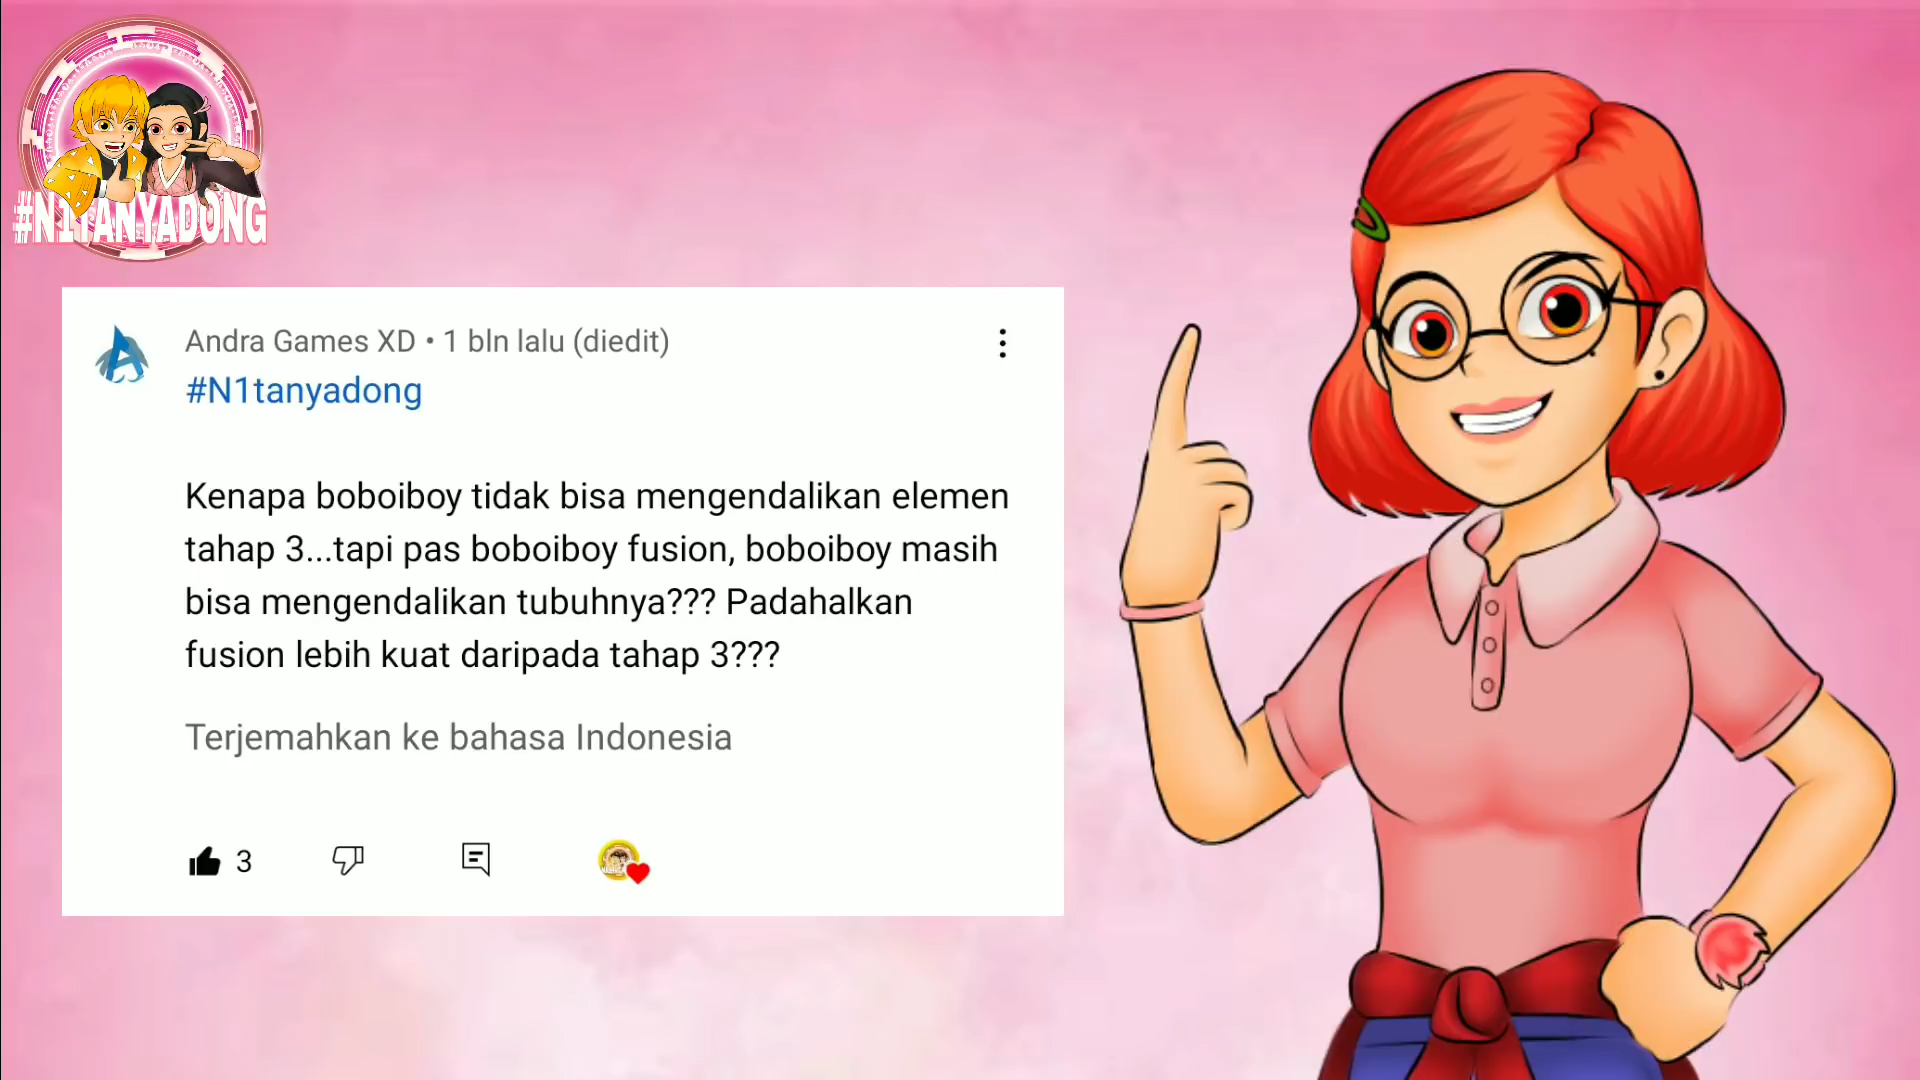 #N1TANYADONG
Andra Games XD • 1 bln lalu (diedit)
#N1tanyadong
Kenapa boboiboy tidak bisa mengendalikan elemen
tahap 3...tapi pas boboiboy fusion, boboiboy masih
bisa mengendalikan tubuhnya??? Padahalkan
fusion lebih kuat daripada tahap 3???
Terjemahkan ke bahasa Indonesia
3